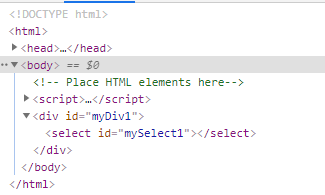 <!DOCTYPE html>
<html>
<head>…</head>
<body> == $0
<!-- Place HTML elements here-->
<script>…</script>
<div id="myDiv1">
<select id="mySelect1"></select>
</div>
</body>
</html>